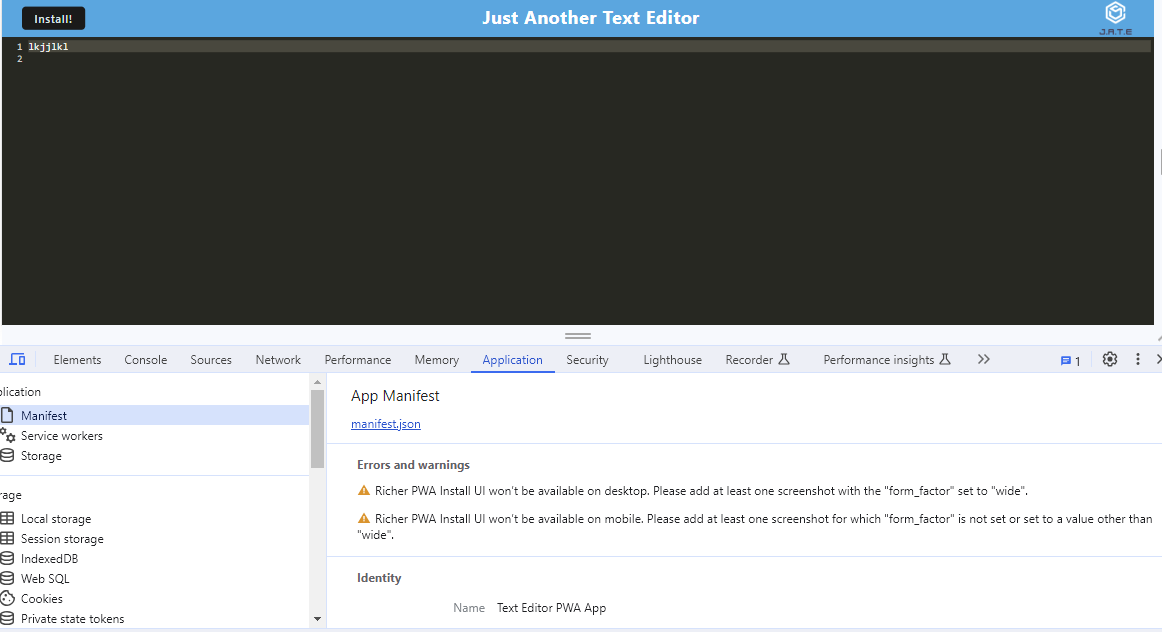 Install!
Just Another Text Editor
J.A.T.E
1 lkjjlkl
2
Elements Console Sources Network Performance Memory Application Security Lighthouse Recorder Performance insights 1
plication
Manifest
Service workers
Storage
rage
Local storage
Session storage
IndexedDB
Web SQL
Cookies
Private state tokens
App Manifest
manifest.json
Errors and warnings
Richer PWA Install UI won't be available on desktop. Please add at least one screenshot with the "form_factor" set to "wide".
Richer PWA Install UI won't be available on mobile. Please add at least one screenshot for which "form_factor" is not set or set to a value other than
"wide".
Identity
Name Text Editor PWA App